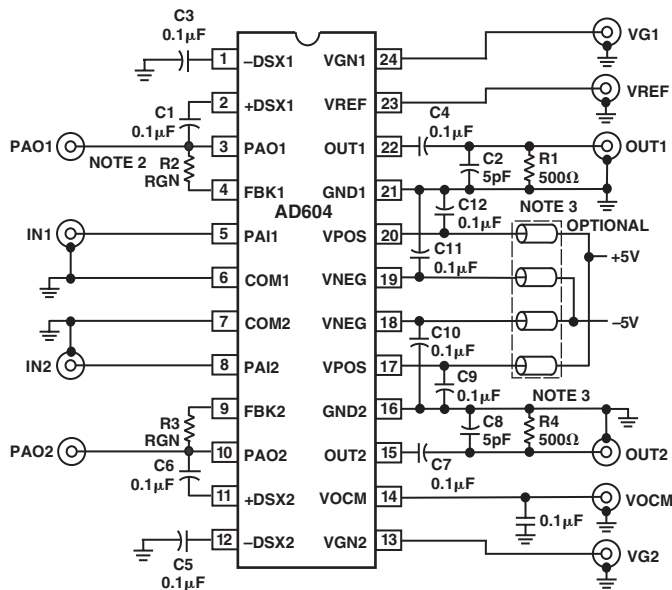 C3
0.1µF
1
–DSX1
VGN1
24
VG1
C1
0.1µF
2
+DSX1
VREF
23
VREF
C4
0.1µF
PAO1
NOTE 2
3
PAO1
OUT1
22
C2
5pF
R1
500Ω
OUT1
R2
RGN
4
FBK1
GND1
21
AD604
C12
0.1µF
NOTE 3
OPTIONAL
IN1
5
PAI1
VPOS
20
+5V
C11
0.1µF
6
COM1
VNEG
19
7
COM2
VNEG
18
–5V
C10
0.1µF
IN2
8
PAI2
VPOS
17
C9
0.1µF
NOTE 3
R3
RGN
9
FBK2
GND2
16
C8
5pF
R4
500Ω
PAO2
10
PAO2
OUT2
15
OUT2
C6
0.1µF
C7
0.1µF
11
+DSX2
VOCM
14
VOCM
0.1µF
12
–DSX2
VGN2
13
VG2
C5
0.1µF